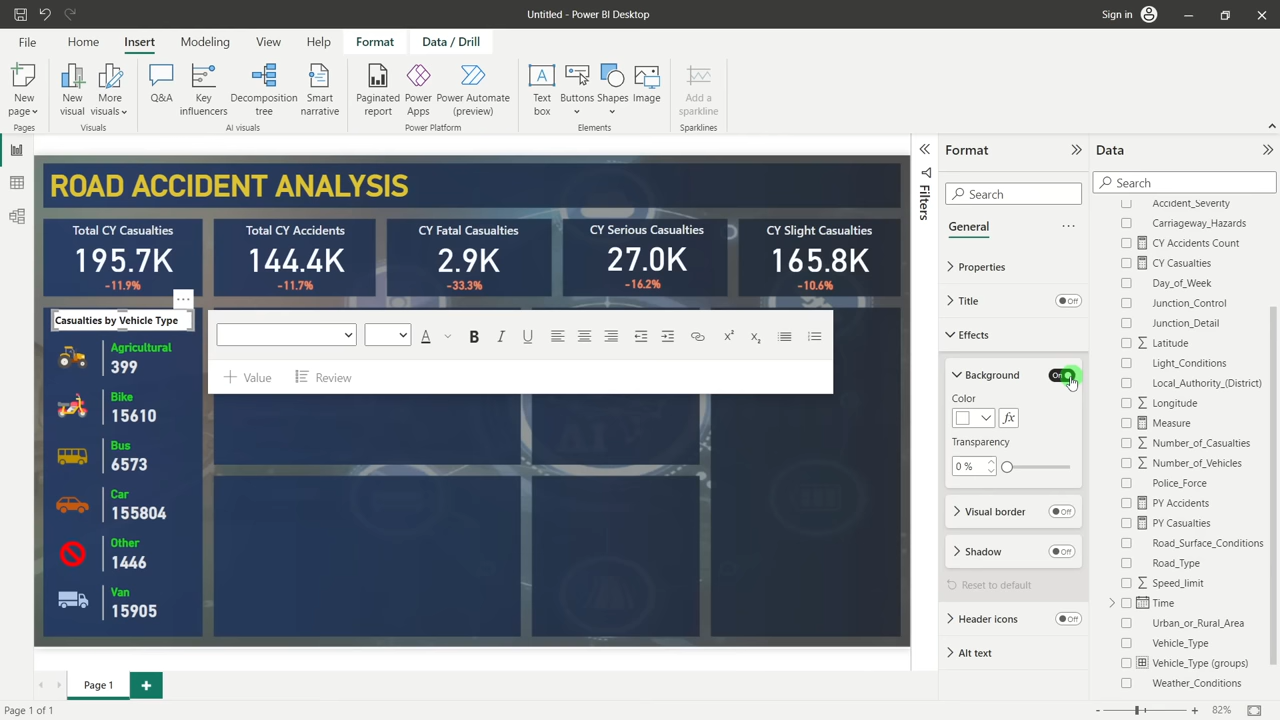 Untitled - Power BI Desktop
Sign in
File
Home
Insert
Modeling
View
Help
Format
Data / Drill
New page
New visual
More visuals
Q&A
Key influencers
Decomposition tree
Smart narrative
Paginated report
Power Apps
Power Automate (preview)
Text box
Buttons
Shapes
Image
Add a sparkline
Pages
Visuals
AI visuals
Power Platform
Elements
Sparklines
ROAD ACCIDENT ANALYSIS
Total CY Casualties
195.7K
-11.9%
Total CY Accidents
144.4K
-11.7%
CY Fatal Casualties
2.9K
-33.3%
CY Serious Casualties
27.0K
-16.2%
CY Slight Casualties
165.8K
-10.6%
Casualties by Vehicle Type
Agricultural
399
Bike
15610
Bus
6573
Car
155804
Other
1446
Van
15905
A
B
I
U
Value
Review
Filters
Format
Search
General
Properties
Title
Off
Effects
Background
On
Color
fx
Transparency
0 %
Visual border
Off
Shadow
Off
Reset to default
Header icons
Off
Alt text
Data
Search
Accident_Severity
Carriageway_Hazards
CY Accidents Count
CY Casualties
Day_of_Week
Junction_Control
Junction_Detail
Latitude
Light_Conditions
Local_Authority_(District)
Longitude
Measure
Number_of_Casualties
Number_of_Vehicles
Police_Force
PY Accidents
PY Casualties
Road_Surface_Conditions
Road_Type
Speed_limit
Time
Urban_or_Rural_Area
Vehicle_Type
Vehicle_Type (groups)
Weather_Conditions
Page 1
Page 1 of 1
82%